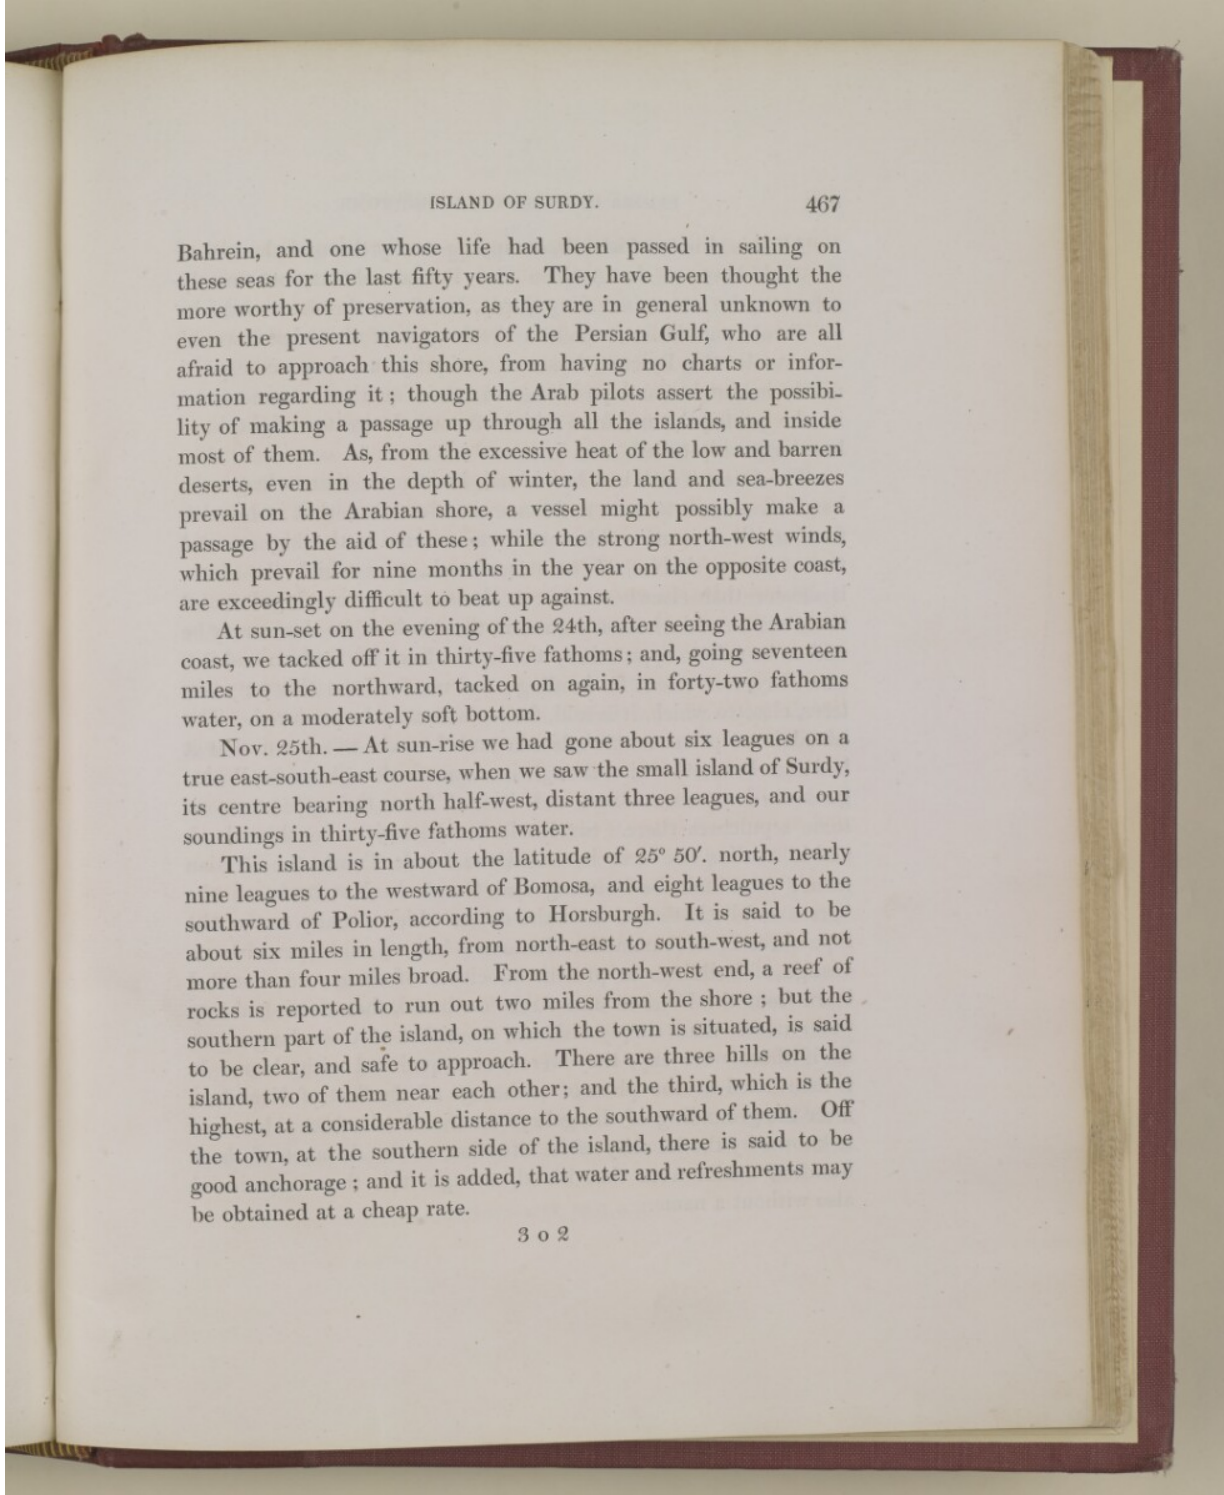 ISLAND OF SURDY. 467
Bahrein, and one whose life had been passed in sailing on
these seas for the last fifty years. They have been thought the
more worthy of preservation, as they are in general unknown to
even the present navigators of the Persian Gulf, who are all
afraid to approach this shore, from having no charts or infor-
mation regarding it; though the Arab pilots assert the possibi-
lity of making a passage up through all the islands, and inside
most of them. As, from the excessive heat of the low and barren
deserts, even in the depth of winter, the land and sea-breezes
prevail on the Arabian shore, a vessel might possibly make a
passage by the aid of these; while the strong north-west winds,
which prevail for nine months in the year on the opposite coast,
are exceedingly difficult to beat up against.
At sun-set on the evening of the 24th, after seeing the Arabian
coast, we tacked off it in thirty-five fathoms; and, going seventeen
miles to the northward, tacked on again, in forty-two fathoms
water, on a moderately soft bottom.
Nov. 25th. — At sun-rise we had gone about six leagues on a
true east-south-east course, when we saw the small island of Surdy,
its centre bearing north half-west, distant three leagues, and our
soundings in thirty-five fathoms water.
This island is in about the latitude of 25° 50′. north, nearly
nine leagues to the westward of Bomosa, and eight leagues to the
southward of Polior, according to Horsburgh. It is said to be
about six miles in length, from north-east to south-west, and not
more than four miles broad. From the north-west end, a reef of
rocks is reported to run out two miles from the shore; but the
southern part of the island, on which the town is situated, is said
to be clear, and safe to approach. There are three hills on the
island, two of them near each other; and the third, which is the
highest, at a considerable distance to the southward of them. Off
the town, at the southern side of the island, there is said to be
good anchorage; and it is added, that water and refreshments may
be obtained at a cheap rate.
3 o 2